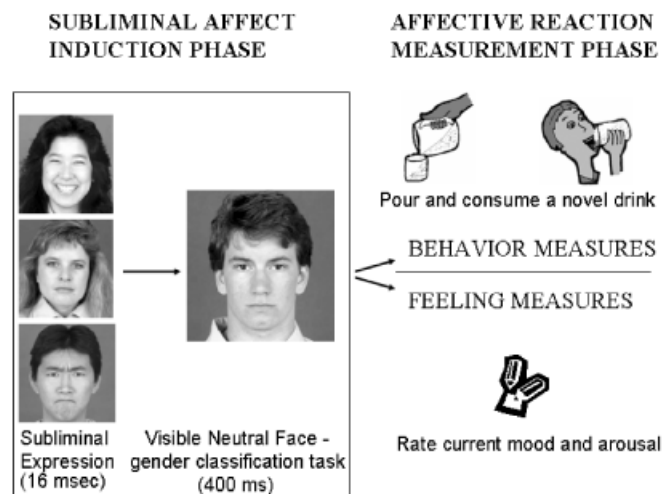 SUBLIMINAL AFFECT
INDUCTION PHASE
AFFECTIVE REACTION
MEASUREMENT PHASE
Pour and consume a novel drink
BEHAVIOR MEASURES
FEELING MEASURES
Subliminal
Expression
(16 msec)
Visible Neutral Face -
gender classification task
(400 ms)
Rate current mood and arousal